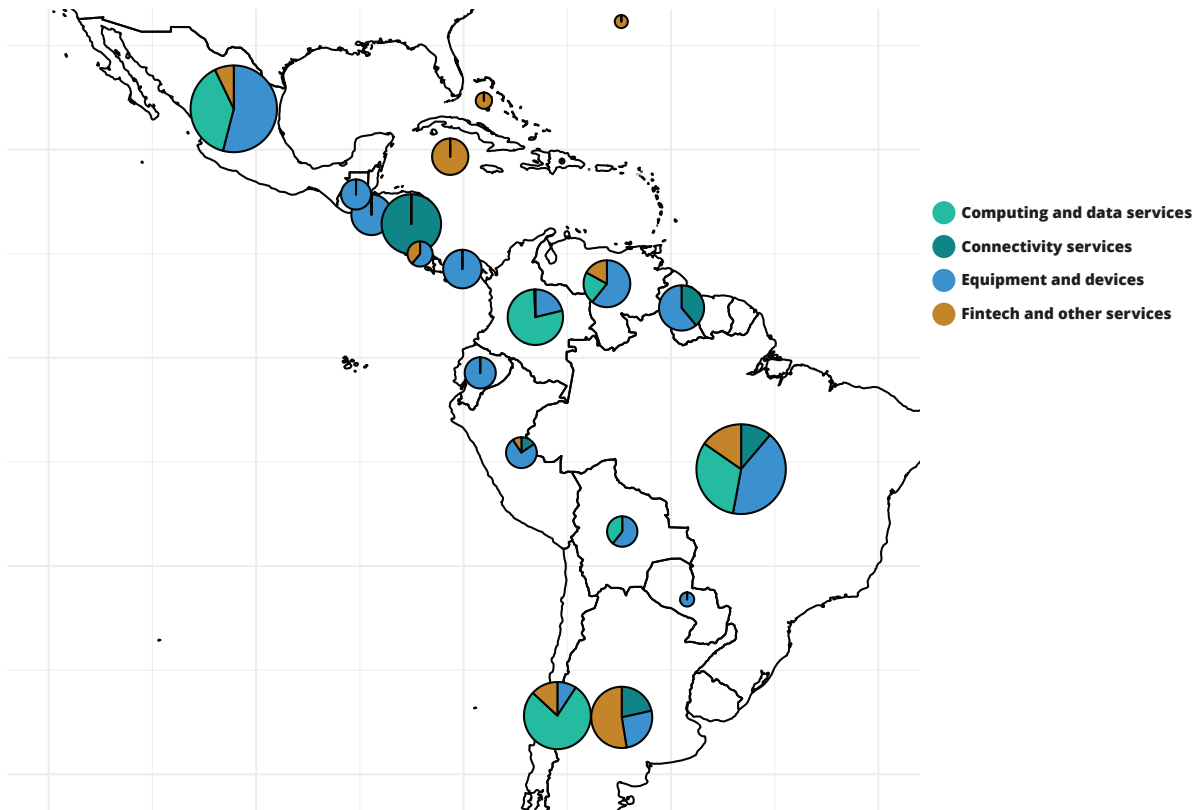 Computing and data services
Connectivity services
Equipment and devices
Fintech and other services